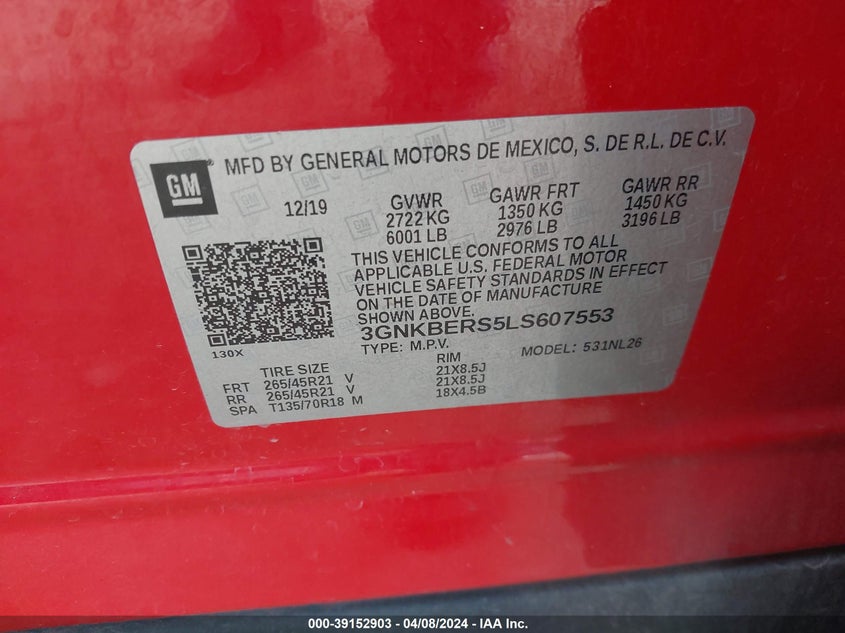 GM
MFD BY GENERAL MOTORS DE MEXICO, S. DE R.L. DE C.V.
12/19 GVWR GAWR FRT GAWR RR
2722 KG 1350 KG 1450 KG
6001 LB 2976 LB 3196 LB
THIS VEHICLE CONFORMS TO ALL
APPLICABLE U.S. FEDERAL MOTOR
VEHICLE SAFETY STANDARDS IN EFFECT
ON THE DATE OF MANUFACTURE
SHOWN ABOVE.
3GNKBERS5LS607553
130X
TYPE: M.P.V. MODEL: 531NL26
TIRE SIZE RIM
FRT 265/45R21 V 21X8.5J
RR 265/45R21 V 21X8.5J
SPA T135/70R18 M 18X4.5B
000-39152903 - 04/08/2024 - IAA Inc.